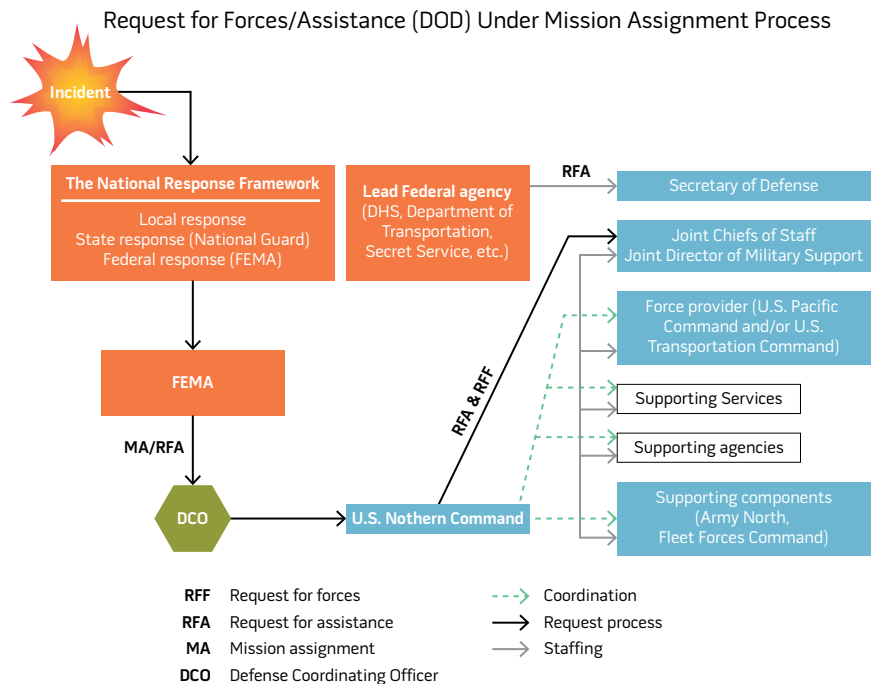 Request for Forces/Assistance (DOD) Under Mission Assignment Process
Incident
The National Response Framework
Local response
State response (National Guard)
Federal response (FEMA)
Lead Federal agency
(DHS, Department of
Transportation,
Secret Service, etc.)
RFA
Secretary of Defense
Joint Chiefs of Staff
Joint Director of Military Support
Force provider (U.S. Pacific
Command and/or U.S.
Transportation Command)
FEMA
RFA & RFF
Supporting Services
Supporting agencies
MA/RFA
DCO
U.S. Nothern Command
Supporting components
(Army North,
Fleet Forces Command)
RFF Request for forces
RFA Request for assistance
MA Mission assignment
DCO Defense Coordinating Officer
Coordination
Request process
Staffing